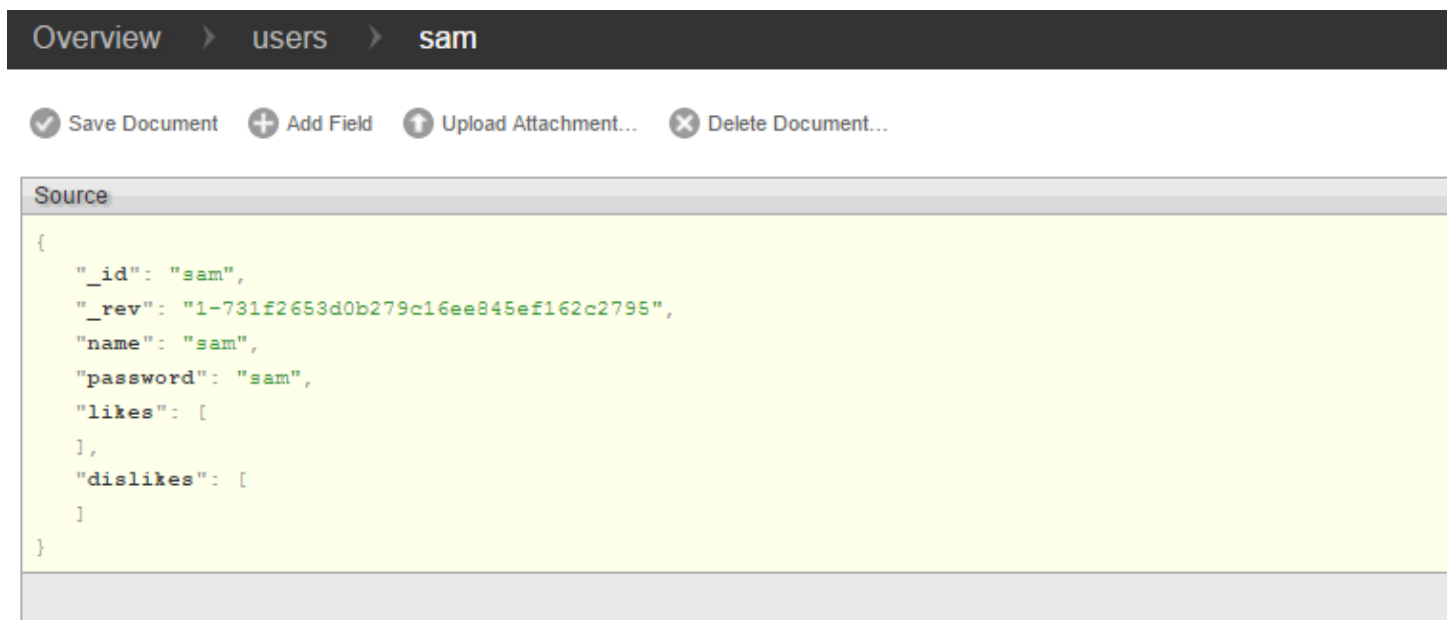 Overview > users > sam
Save Document Add Field Upload Attachment... Delete Document...
Source
{
"_id": "sam",
"_rev": "1-731f2653d0b279c16ee845ef162c2795",
"name": "sam",
"password": "sam",
"likes": [
],
"dislikes": [
]
}